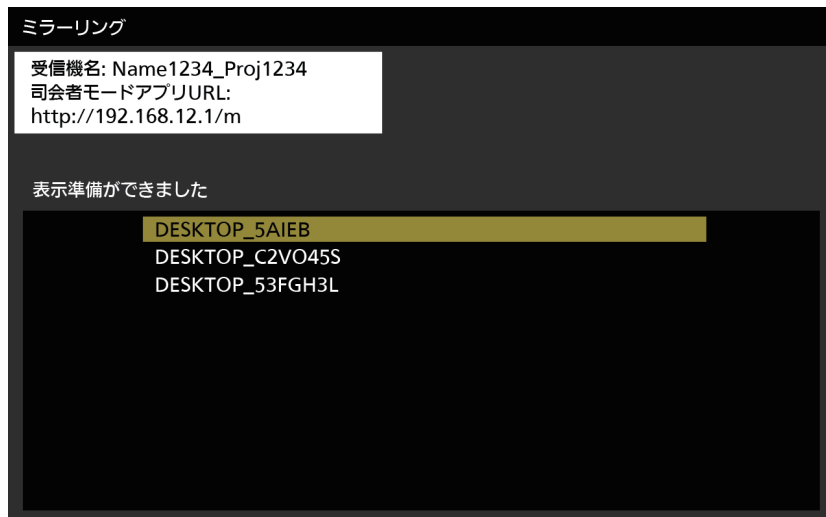 ミラーリング
受信機名: Name1234_Proj1234
司会者モードアプリURL:
http://192.168.12.1/m
表示準備ができました
DESKTOP_5AIEB
DESKTOP_C2VO45S
DESKTOP_53FGH3L